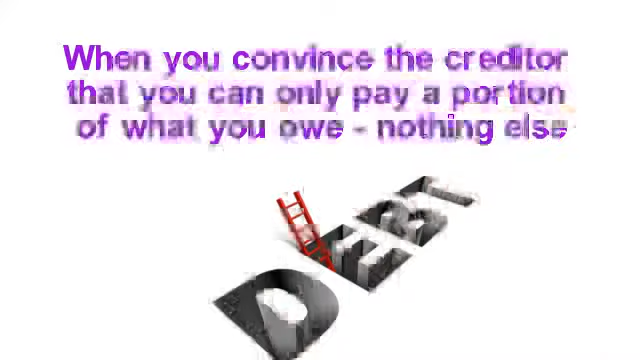 When you convince the creditor
that you can only pay a portion
of what you owe - nothing else
DEBT